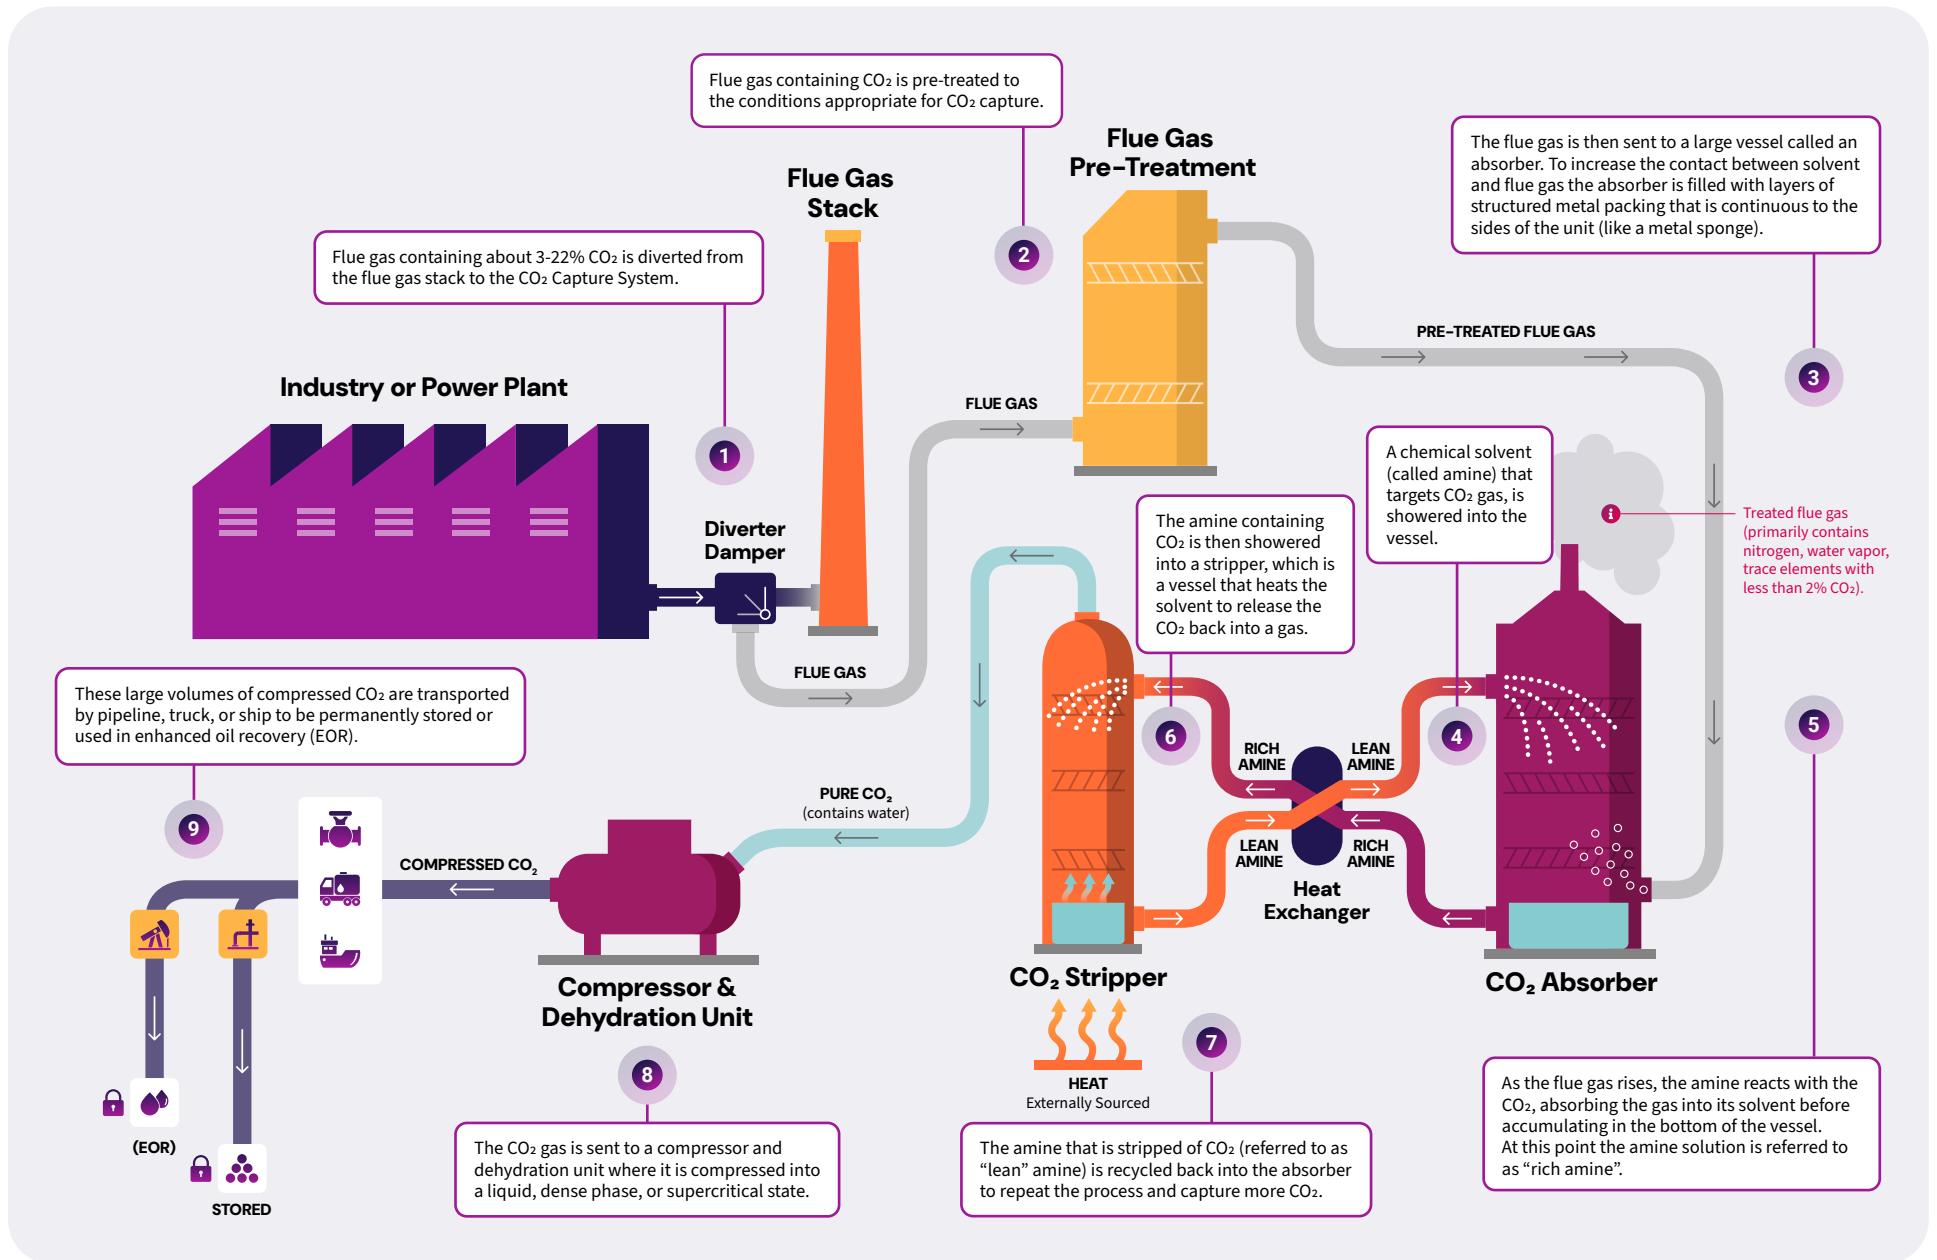 Flue gas containing CO₂ is pre-treated to
the conditions appropriate for CO₂ capture.
Flue Gas
Pre-Treatment
The flue gas is then sent to a large vessel called an
absorber. To increase the contact between solvent
and flue gas the absorber is filled with layers of
structured metal packing that is continuous to the
sides of the unit (like a metal sponge).
Flue Gas
Stack
2
Flue gas containing about 3-22% CO₂ is diverted from
the flue gas stack to the CO₂ Capture System.
PRE-TREATED FLUE GAS
3
Industry or Power Plant
FLUE GAS
1
A chemical solvent
(called amine) that
targets CO₂ gas, is
showered into the
vessel.
Diverter
Damper
The amine containing
CO₂ is then showered
into a stripper, which is
a vessel that heats the
solvent to release the
CO₂ back into a gas.
i
Treated flue gas
(primarily contains
nitrogen, water vapor,
trace elements with
less than 2% CO₂).
FLUE GAS
These large volumes of compressed CO₂ are transported
by pipeline, truck, or ship to be permanently stored or
used in enhanced oil recovery (EOR).
6
4
5
RICH
AMINE
LEAN
AMINE
PURE CO₂
(contains water)
9
COMPRESSED CO₂
LEAN
AMINE
RICH
AMINE
Heat
Exchanger
CO₂ Stripper
CO₂ Absorber
Compressor &
Dehydration Unit
7
8
HEAT
Externally Sourced
(EOR)
STORED
The CO₂ gas is sent to a compressor and
dehydration unit where it is compressed into
a liquid, dense phase, or supercritical state.
The amine that is stripped of CO₂ (referred to as
“lean” amine) is recycled back into the absorber
to repeat the process and capture more CO₂.
As the flue gas rises, the amine reacts with the
CO₂, absorbing the gas into its solvent before
accumulating in the bottom of the vessel.
At this point the amine solution is referred to
as “rich amine”.